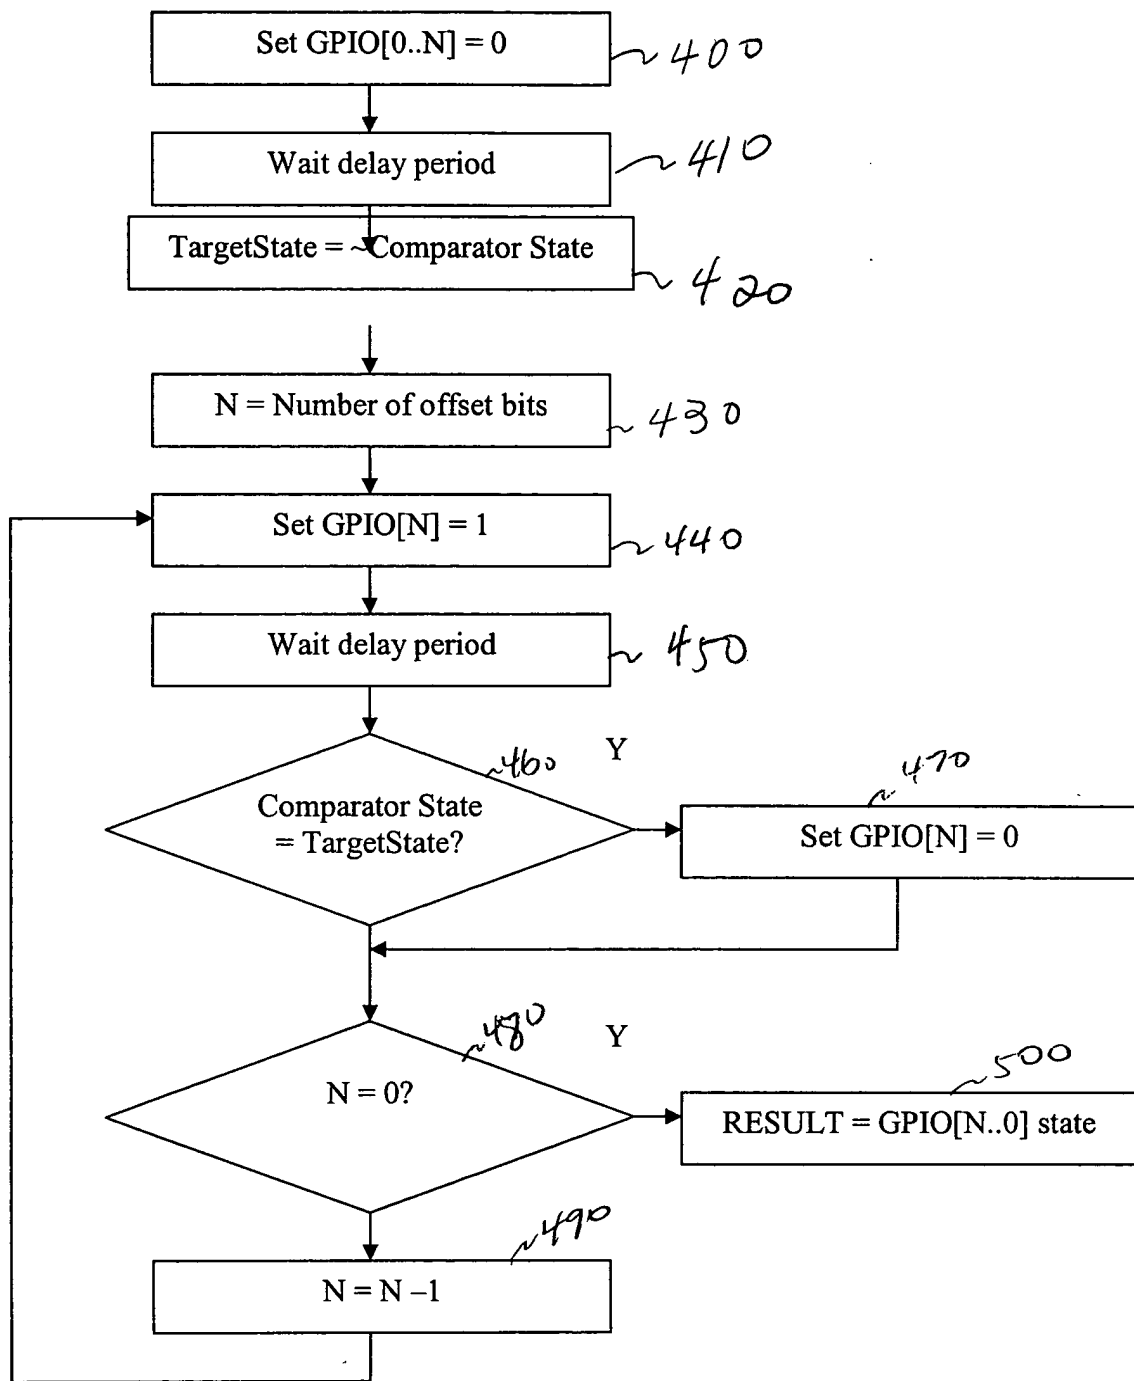 Set GPIO[0..N] = 0
400
Wait delay period
410
TargetState = ~Comparator State
420
N = Number of offset bits
430
Set GPIO[N] = 1
440
Wait delay period
450
460
Y
Comparator State
= TargetState?
470
Set GPIO[N] = 0
480
Y
N = 0?
500
RESULT = GPIO[N..0] state
490
N = N –1